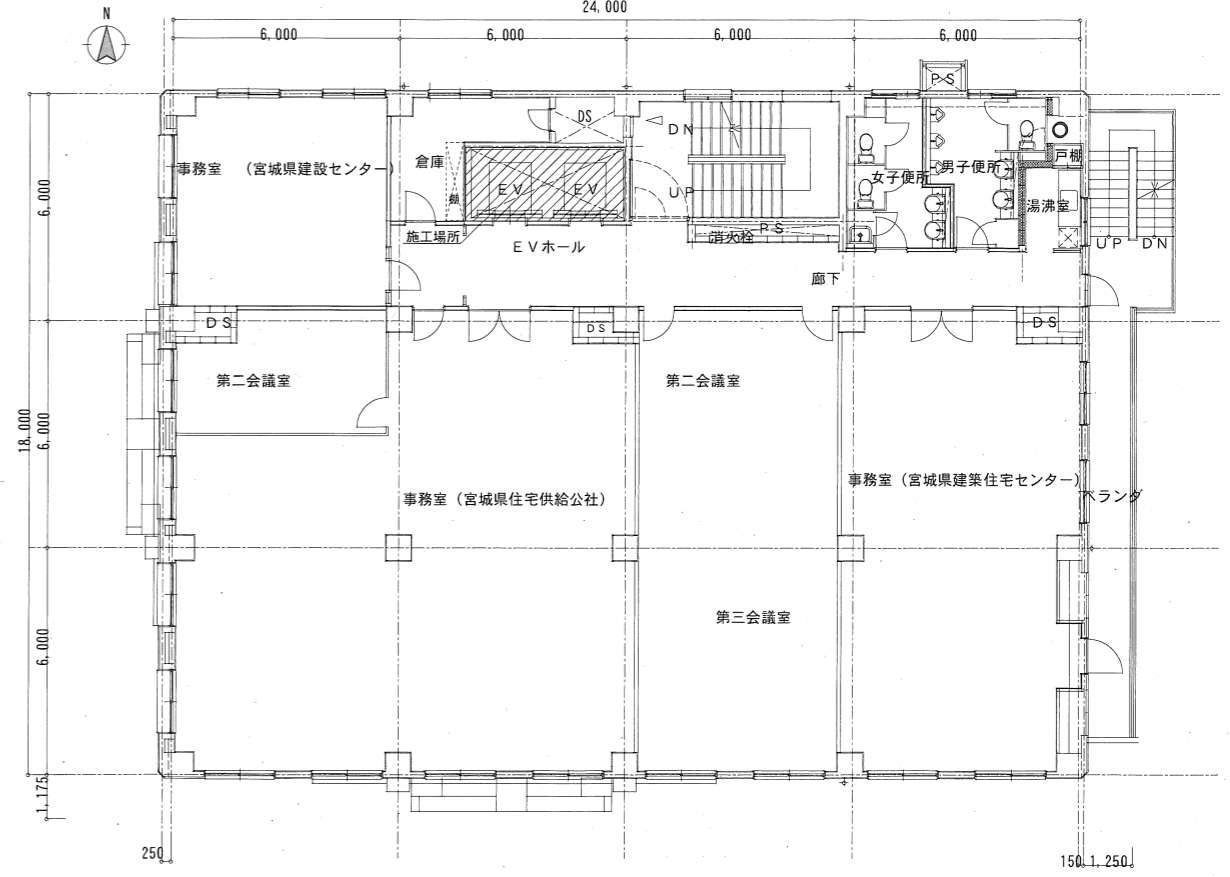 N
24,000
6,000
6,000
6,000
6,000
PS
DS
DN
倉庫
事務室 (宮城県建設センター)
EV
EV
棚
UP
女子便所
男子便所
戸棚
湯沸室
6,000
施工場所
EVホール
消火栓
PS
UP
DN
廊下
DS
DS
DS
第二会議室
第二会議室
18,000
6,000
事務室(宮城県住宅供給公社)
事務室(宮城県建築住宅センター)
ベランダ
第三会議室
6,000
1,175
250
150
1,250